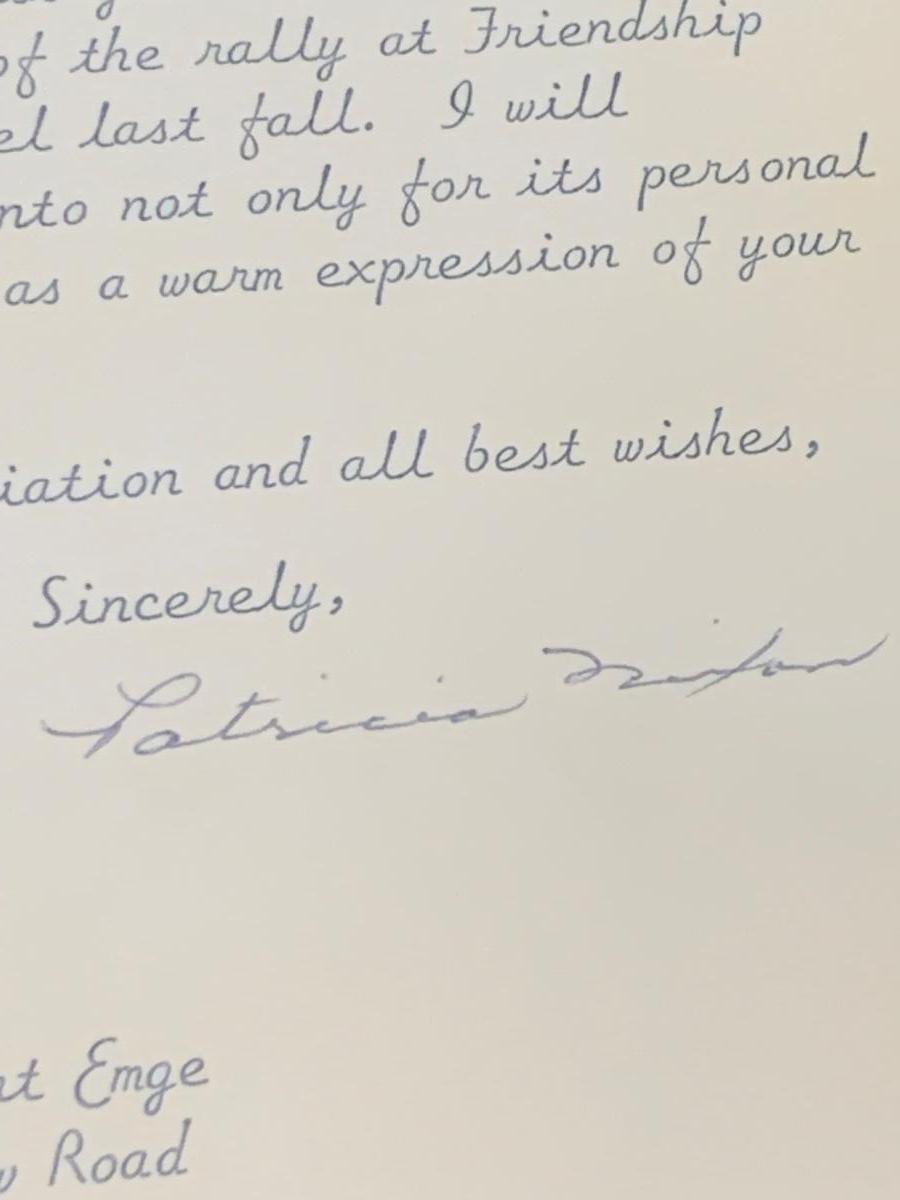 of the rally at Friendship
el last fall. I will
nto not only for its personal
as a warm expression of your
iation and all best wishes,
Sincerely,
Patricia Nixon
t Emge
Road